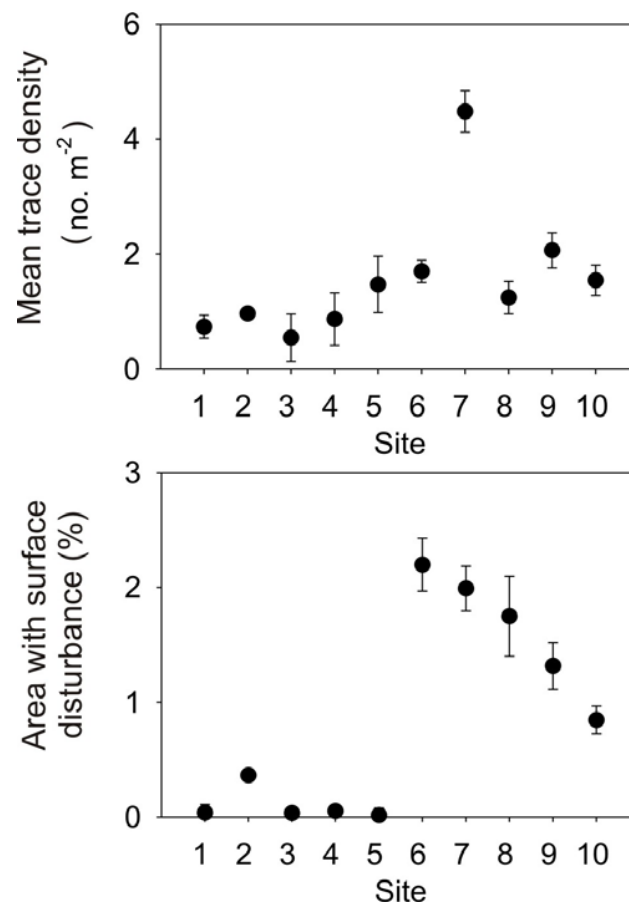 Mean trace density
(no. m-2)
6
4
2
0
1 2 3 4 5 6 7 8 9 10
Site
Area with surface
disturbance (%)
3
2
1
0
1 2 3 4 5 6 7 8 9 10
Site